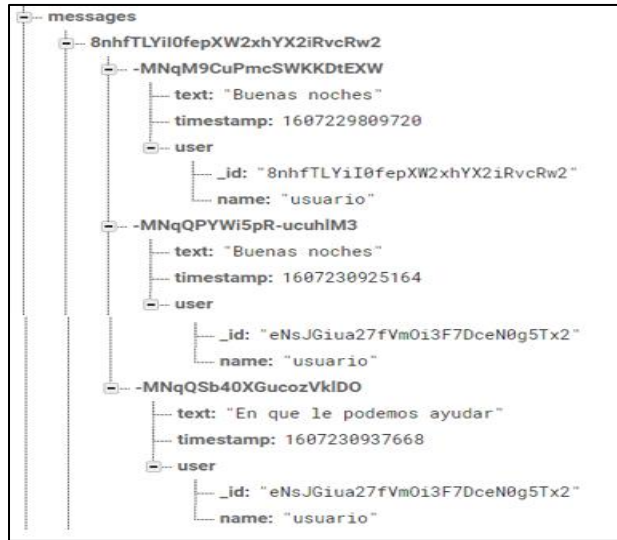 messages
8nhfTLYiI0fepXW2xhYX2iRvcRw2
-MNqM9CuPmcSWKKDtEXW
text: "Buenas noches"
timestamp: 1607229809720
user
_id: "8nhfTLYiI0fepXW2xhYX2iRvcRw2"
name: "usuario"
-MNqQPYWi5pR-ucuhlM3
text: "Buenas noches"
timestamp: 1607230925164
user
_id: "eNsJGiua27fVmOi3F7DceN0g5Tx2"
name: "usuario"
-MNqQSb40XGucozVklDO
text: "En que le podemos ayudar"
timestamp: 1607230937668
user
_id: "eNsJGiua27fVmOi3F7DceN0g5Tx2"
name: "usuario"